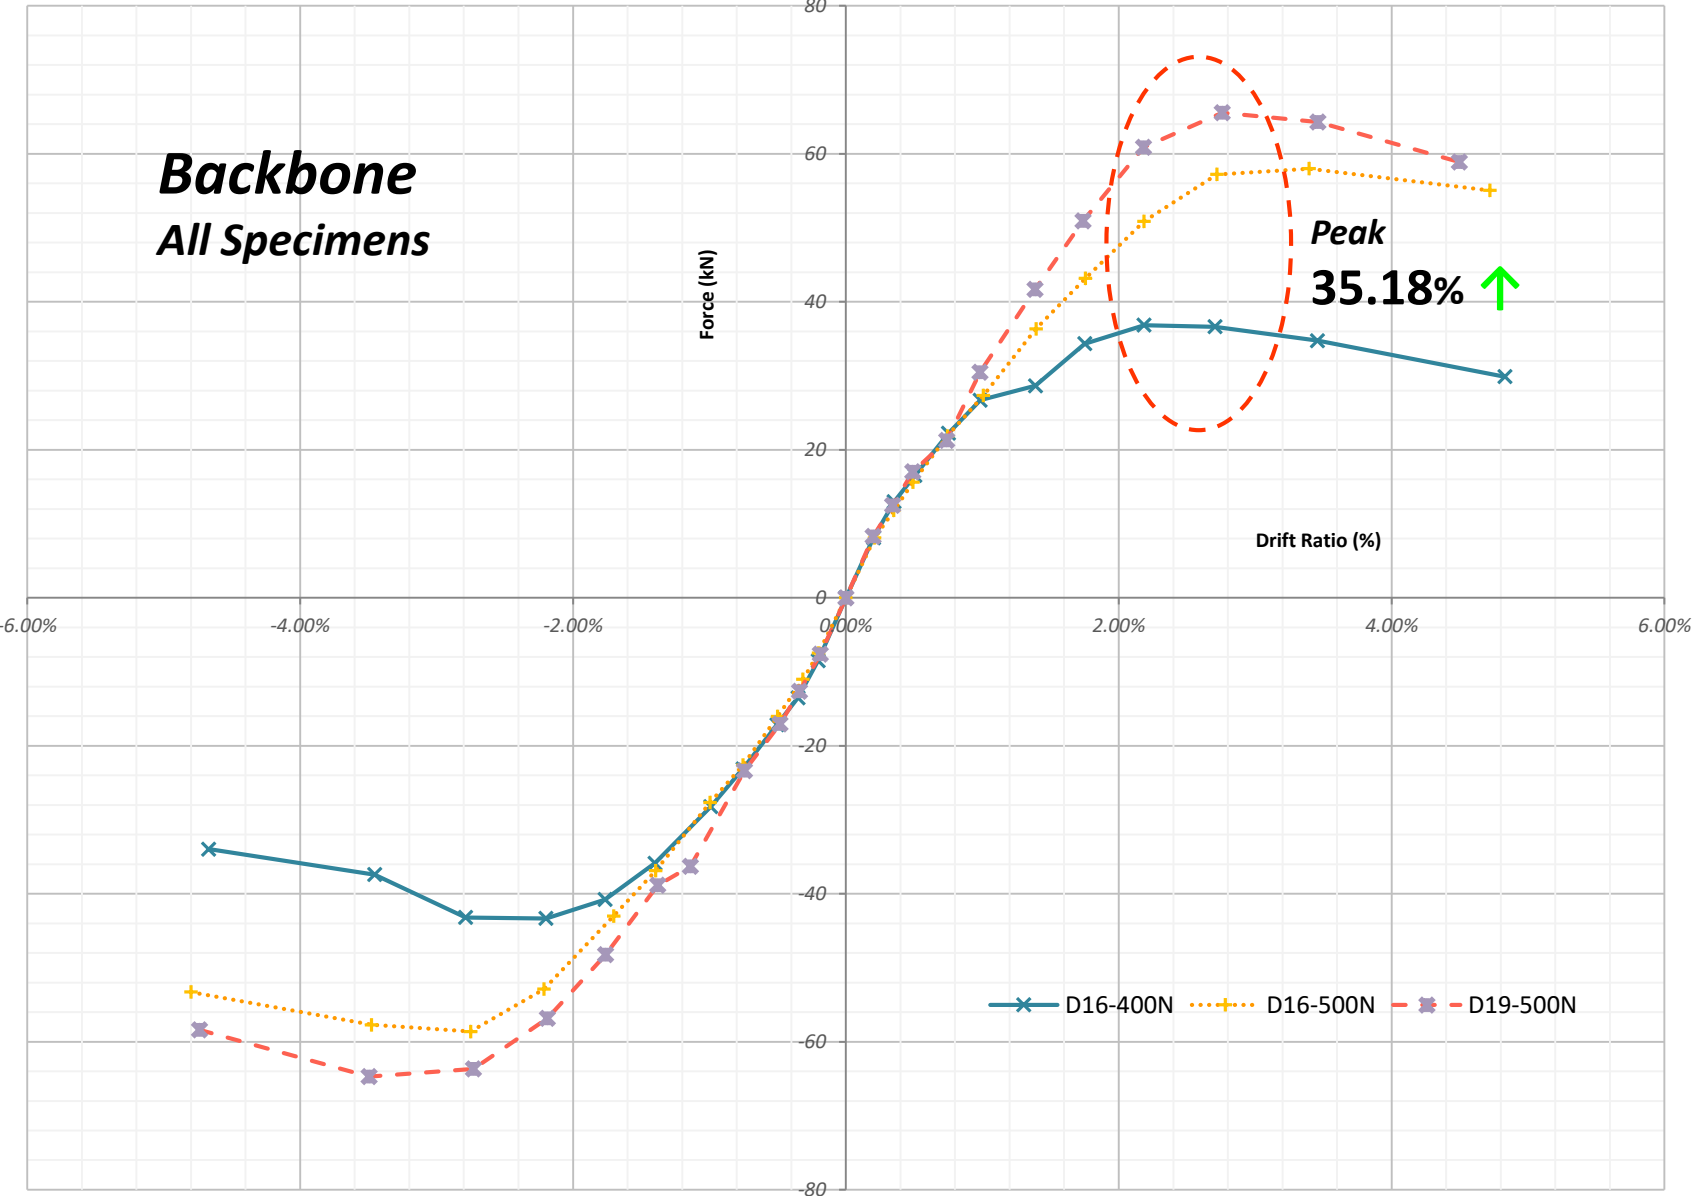 80
Backbone
All Specimens
60
Peak
35.18%
Force (kN)
40
20
Drift Ratio (%)
0
-6.00%
-4.00%
-2.00%
0.00%
2.00%
4.00%
6.00%
-20
-40
D16-400N
D16-500N
D19-500N
-60
-80